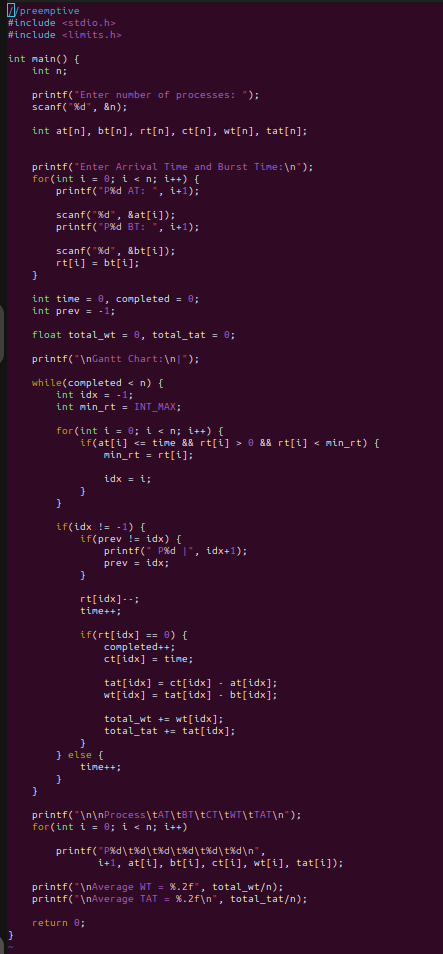 //preemptive
#include <stdio.h>
#include <limits.h>

int main() {
    int n;

    printf("Enter number of processes: ");
    scanf("%d", &n);

    int at[n], bt[n], rt[n], ct[n], wt[n], tat[n];


    printf("Enter Arrival Time and Burst Time:\n");
    for(int i = 0; i < n; i++) {
        printf("P%d AT: ", i+1);

        scanf("%d", &at[i]);
        printf("P%d BT: ", i+1);

        scanf("%d", &bt[i]);
        rt[i] = bt[i];
    }

    int time = 0, completed = 0;
    int prev = -1;

    float total_wt = 0, total_tat = 0;

    printf("\nGantt Chart:\n|");

    while(completed < n) {
        int idx = -1;
        int min_rt = INT_MAX;

        for(int i = 0; i < n; i++) {
            if(at[i] <= time && rt[i] > 0 && rt[i] < min_rt) {
                min_rt = rt[i];

                idx = i;
            }
        }

        if(idx != -1) {
            if(prev != idx) {
                printf(" P%d |", idx+1);
                prev = idx;
            }

            rt[idx]--;
            time++;

            if(rt[idx] == 0) {
                completed++;
                ct[idx] = time;

                tat[idx] = ct[idx] - at[idx];
                wt[idx] = tat[idx] - bt[idx];

                total_wt += wt[idx];
                total_tat += tat[idx];
            }
        } else {
            time++;
        }
    }

    printf("\n\nProcess\tAT\tBT\tCT\tWT\tTAT\n");
    for(int i = 0; i < n; i++)

        printf("P%d\t%d\t%d\t%d\t%d\t%d\n",
               i+1, at[i], bt[i], ct[i], wt[i], tat[i]);

    printf("\nAverage WT = %.2f", total_wt/n);
    printf("\nAverage TAT = %.2f\n", total_tat/n);

    return 0;
}
~